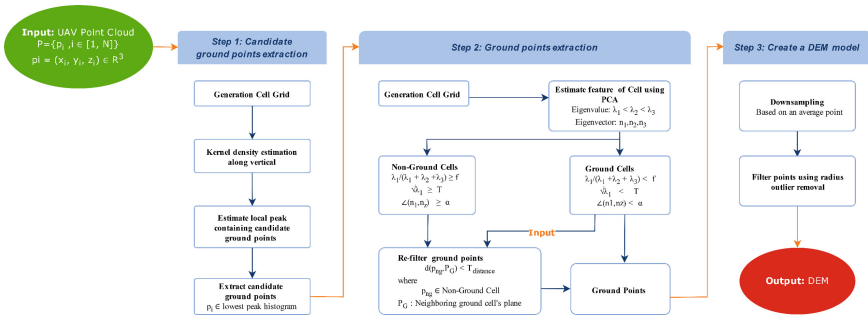 Input: UAV Point Cloud
P={pᵢ ,i ∈ [1, N]}
pi = (xᵢ, yᵢ, zᵢ) ∈ R³
Step 1: Candidate
ground points extraction
Generation Cell Grid
Kernel density estimation
along vertical
Estimate local peak
containing candidate
ground points
Extract candidate
ground points
pᵢ ∈ lowest peak histogram
Step 2: Ground points extraction
Generation Cell Grid
Estimate feature of Cell using
PCA
Eigenvalue: λ₁ < λ₂ < λ₃
Eigenvector: n₁,n₂,n₃
Non-Ground Cells
λ₁/(λ₁ + λ₂ +λ₃) ≥ f
√λ₁ ≥ T
∠(n₁,n_z) ≥ α
Ground Cells
λ₁/(λ₁ +λ₂ + λ₃) < f
√λ₁ < T
∠(n1,nz) < α
Input
Re-filter ground points
d(p_ng,P_G) < T_distance
where
p_ng ∈ Non-Ground Cell
P_G : Neighboring ground cell's plane
Ground Points
Step 3: Create a DEM model
Downsampling
Based on an average point
Filter points using radius
outlier removal
Output: DEM